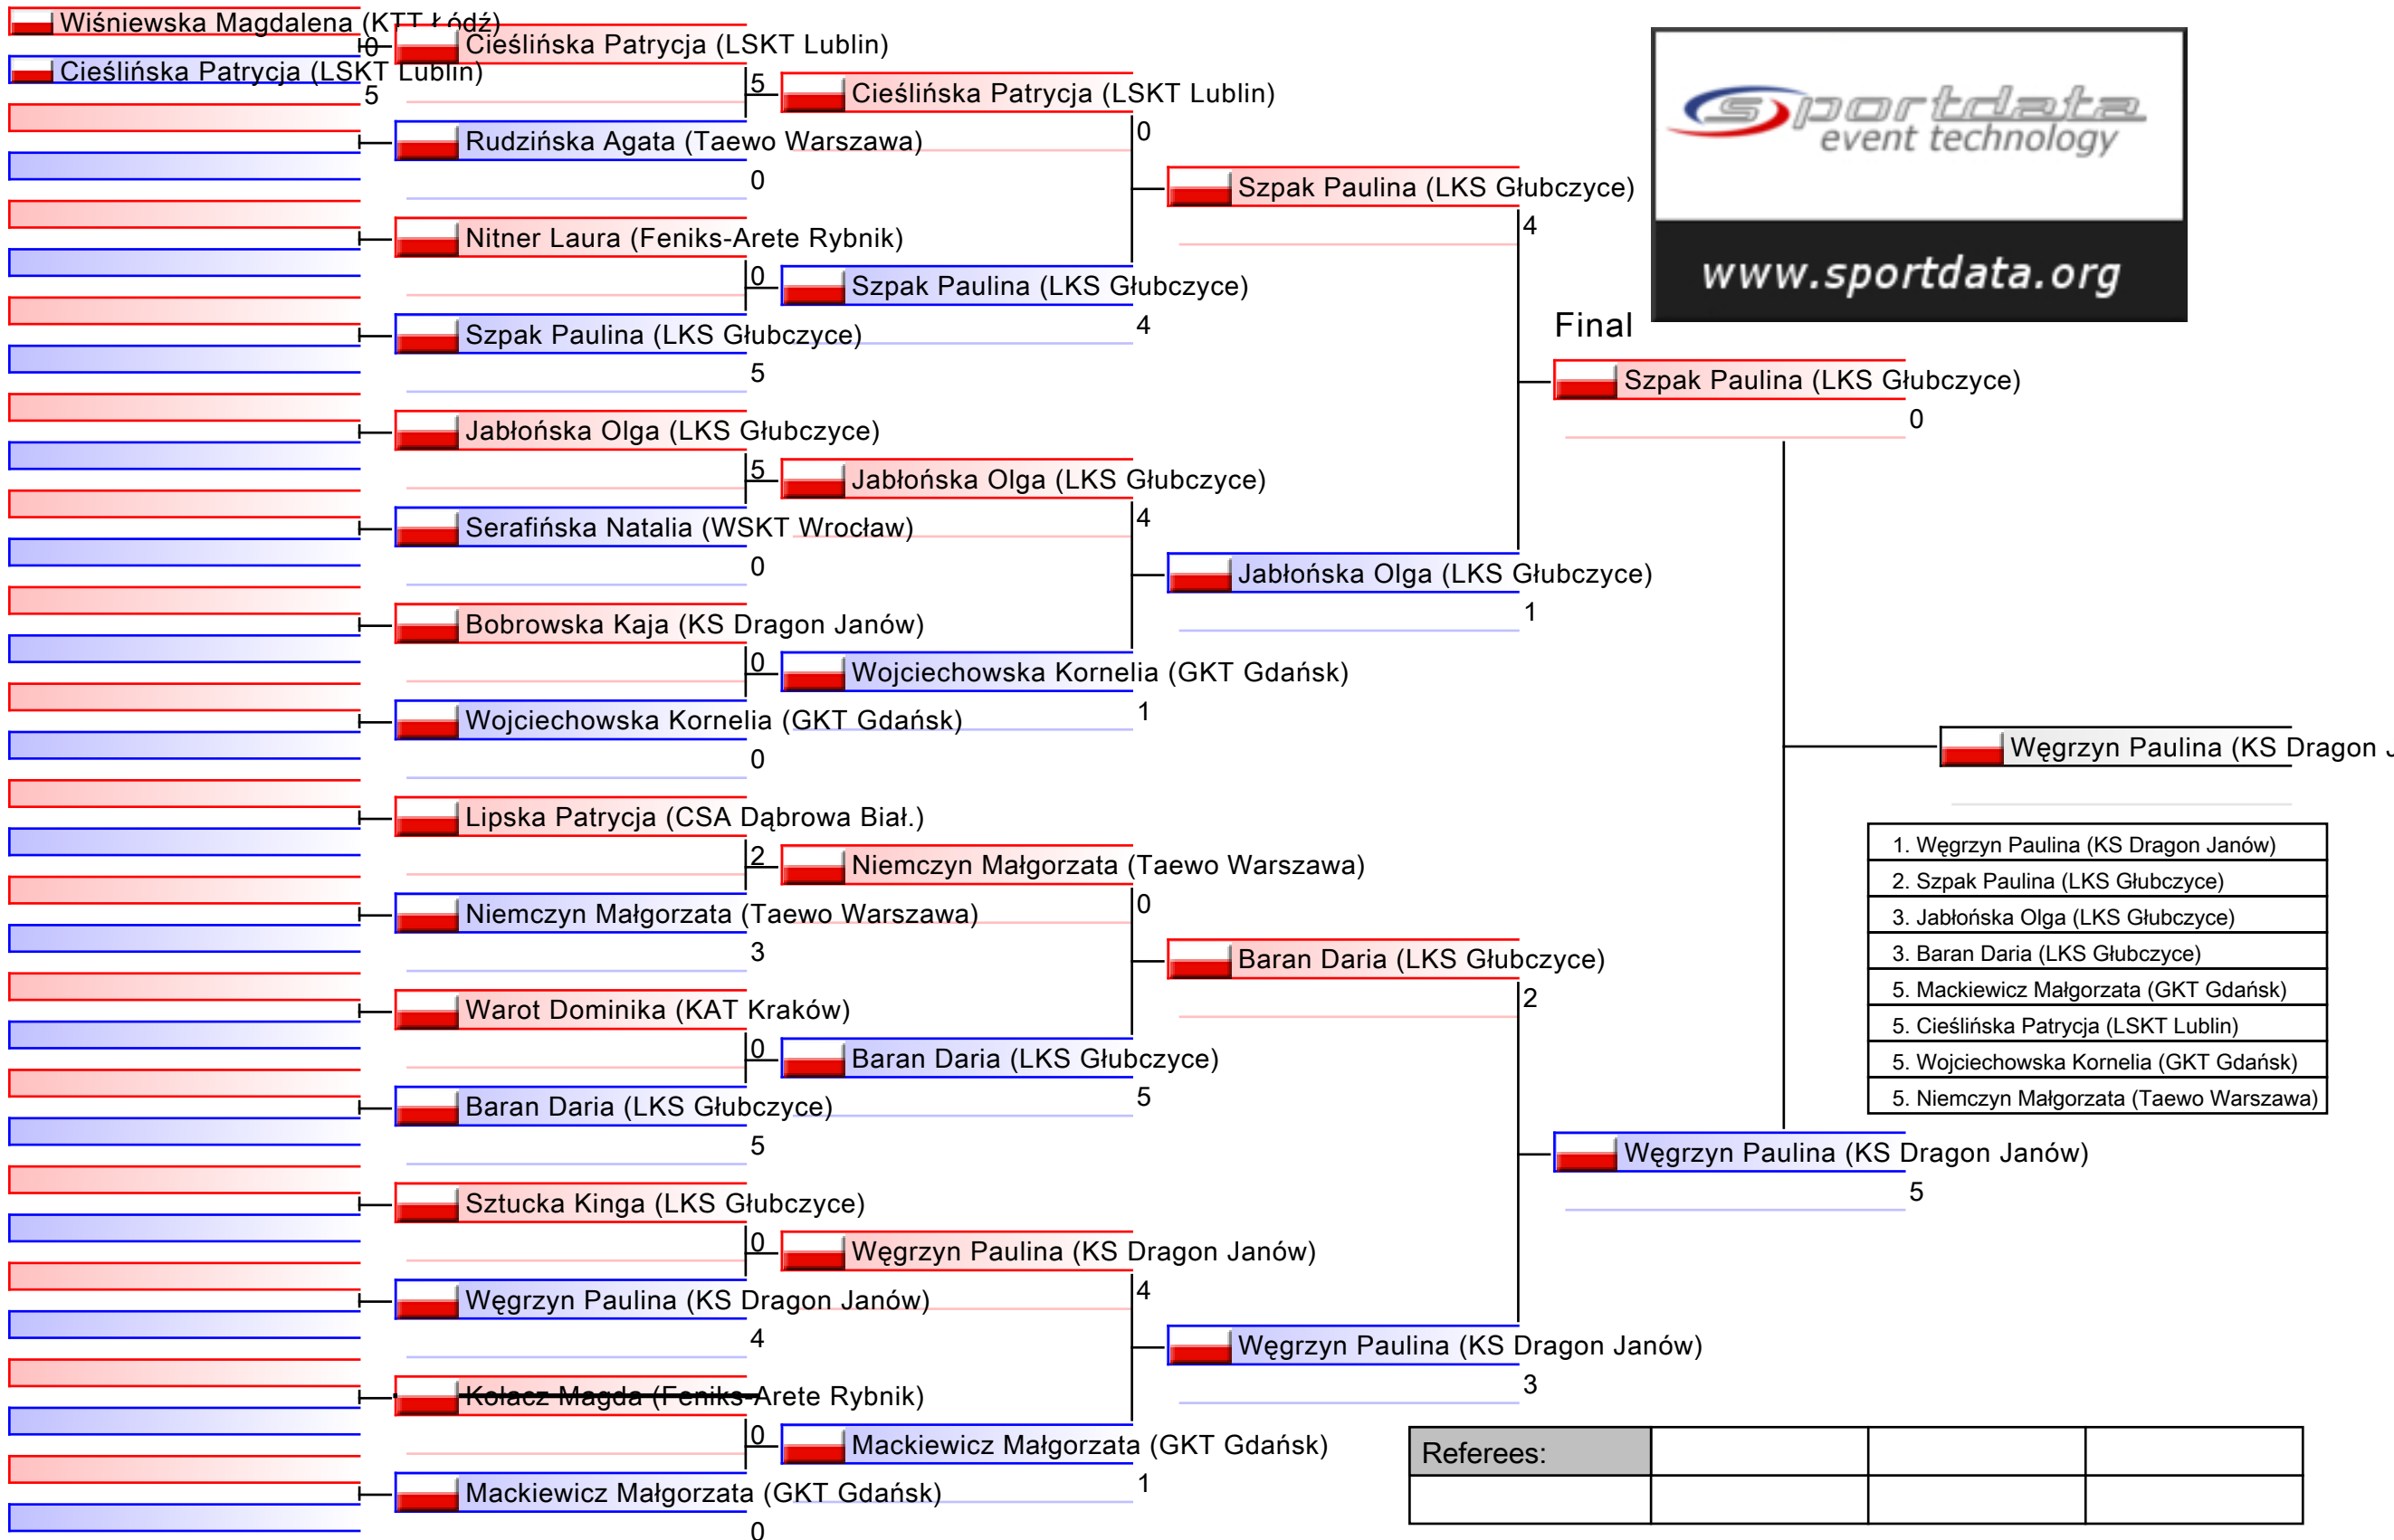 Wiśniewska Magdalena (KTT Łódź)
0
Cieślińska Patrycja (LSKT Lublin)
5
Cieślińska Patrycja (LSKT Lublin)
5
Rudzińska Agata (Taewo Warszawa)
0
Nitner Laura (Feniks-Arete Rybnik)
0
Szpak Paulina (LKS Głubczyce)
5
Jabłońska Olga (LKS Głubczyce)
5
Serafińska Natalia (WSKT Wrocław)
0
Bobrowska Kaja (KS Dragon Janów)
0
Wojciechowska Kornelia (GKT Gdańsk)
0
Lipska Patrycja (CSA Dąbrowa Biał.)
2
Niemczyn Małgorzata (Taewo Warszawa)
3
Warot Dominika (KAT Kraków)
0
Baran Daria (LKS Głubczyce)
5
Sztucka Kinga (LKS Głubczyce)
0
Węgrzyn Paulina (KS Dragon Janów)
4
Kołacz Magda (Feniks-Arete Rybnik)
0
Mackiewicz Małgorzata (GKT Gdańsk)
0
Cieślińska Patrycja (LSKT Lublin)
0
Szpak Paulina (LKS Głubczyce)
4
Jabłońska Olga (LKS Głubczyce)
4
Wojciechowska Kornelia (GKT Gdańsk)
1
Niemczyn Małgorzata (Taewo Warszawa)
0
Baran Daria (LKS Głubczyce)
5
Węgrzyn Paulina (KS Dragon Janów)
4
Mackiewicz Małgorzata (GKT Gdańsk)
1
Szpak Paulina (LKS Głubczyce)
4
Jabłońska Olga (LKS Głubczyce)
1
Baran Daria (LKS Głubczyce)
2
Węgrzyn Paulina (KS Dragon Janów)
3
sportdata
event technology
www.sportdata.org
Final
Szpak Paulina (LKS Głubczyce)
0
Węgrzyn Paulina (KS Dragon Janów)
5
Węgrzyn Paulina (KS Dragon J
1. Węgrzyn Paulina (KS Dragon Janów)
2. Szpak Paulina (LKS Głubczyce)
3. Jabłońska Olga (LKS Głubczyce)
3. Baran Daria (LKS Głubczyce)
5. Mackiewicz Małgorzata (GKT Gdańsk)
5. Cieślińska Patrycja (LSKT Lublin)
5. Wojciechowska Kornelia (GKT Gdańsk)
5. Niemczyn Małgorzata (Taewo Warszawa)
Referees: